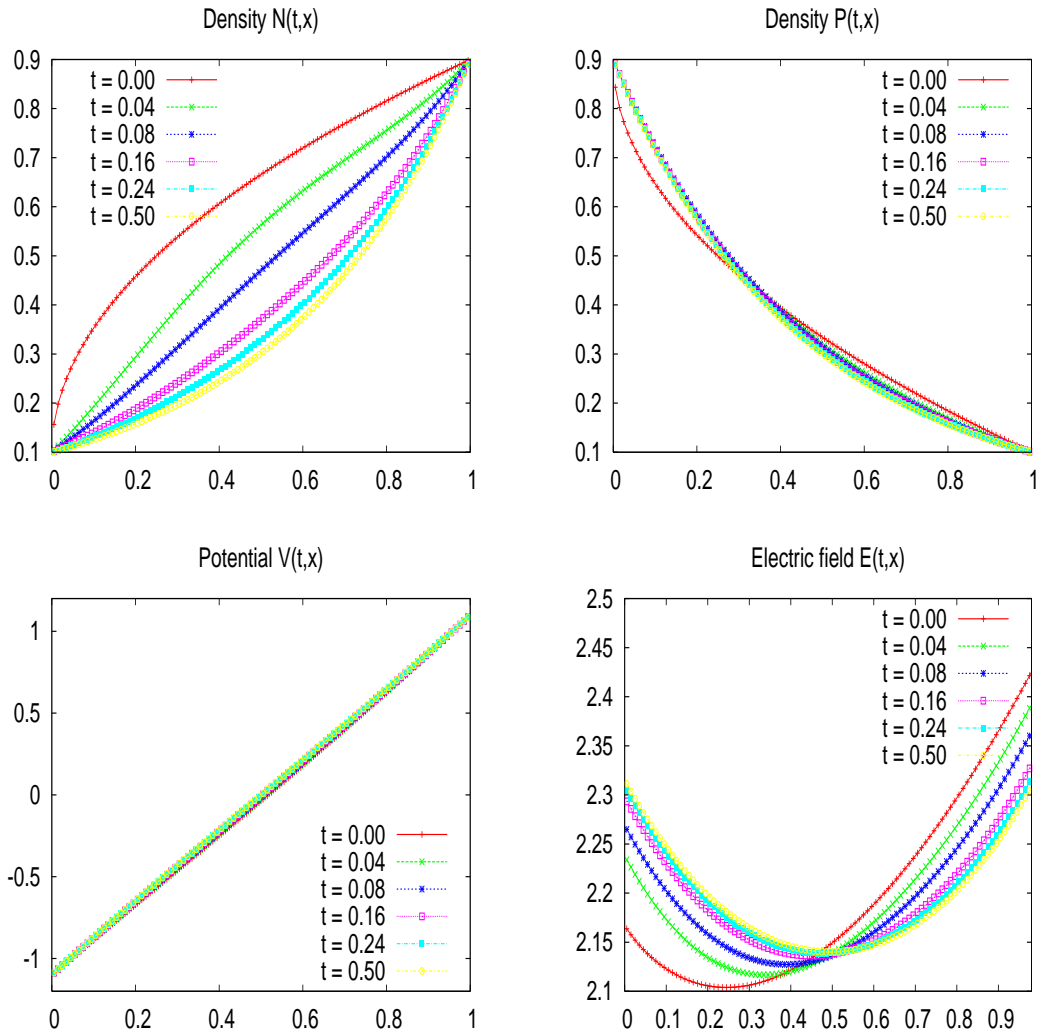 Density N(t,x)
0.9
0.8
0.7
0.6
0.5
0.4
0.3
0.2
0.1
0
0.2
0.4
0.6
0.8
1
t = 0.00
t = 0.04
t = 0.08
t = 0.16
t = 0.24
t = 0.50
Density P(t,x)
0.9
0.8
0.7
0.6
0.5
0.4
0.3
0.2
0.1
0
0.2
0.4
0.6
0.8
1
t = 0.00
t = 0.04
t = 0.08
t = 0.16
t = 0.24
t = 0.50
Potential V(t,x)
1
0.5
0
-0.5
-1
0
0.2
0.4
0.6
0.8
1
t = 0.00
t = 0.04
t = 0.08
t = 0.16
t = 0.24
t = 0.50
Electric field E(t,x)
2.5
2.45
2.4
2.35
2.3
2.25
2.2
2.15
2.1
0
0.1
0.2
0.3
0.4
0.5
0.6
0.7
0.8
0.9
t = 0.00
t = 0.04
t = 0.08
t = 0.16
t = 0.24
t = 0.50